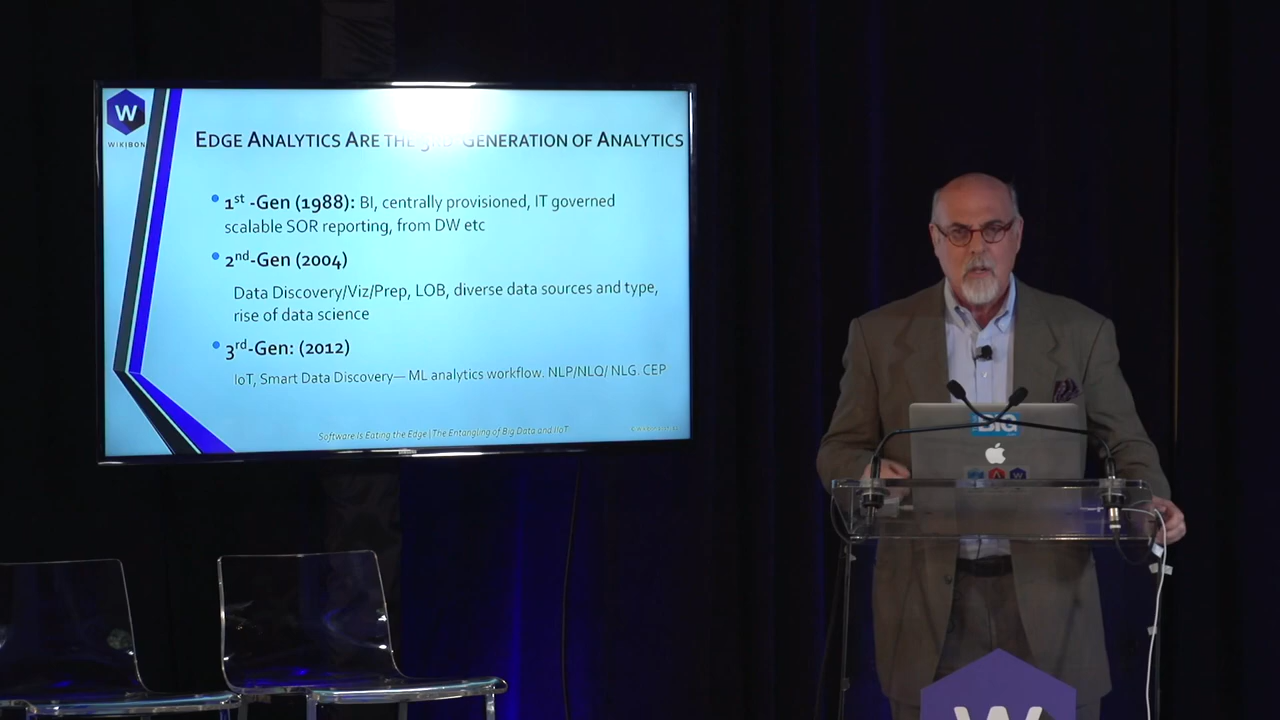 W
WIKIBON
EDGE ANALYTICS ARE THE 3RD GENERATION OF ANALYTICS
• 1st -Gen (1988): BI, centrally provisioned, IT governed
scalable SOR reporting, from DW etc
• 2nd-Gen (2004)
Data Discovery/Viz/Prep, LOB, diverse data sources and type,
rise of data science
• 3rd-Gen: (2012)
IoT, Smart Data Discovery— ML analytics workflow. NLP/NLQ/ NLG. CEP
Software Is Eating the Edge | The Entangling of Big Data and IIoT
BIG
W